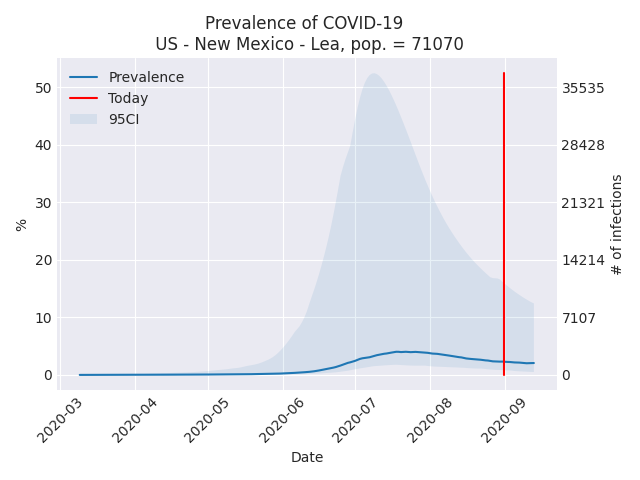 Prevalence of COVID-19
US - New Mexico - Lea, pop. = 71070
Prevalence
Today
95CI
50
40
30
20
10
0
%
35535
28428
21321
14214
7107
0
# of infections
2020-03
2020-04
2020-05
2020-06
2020-07
2020-08
2020-09
Date